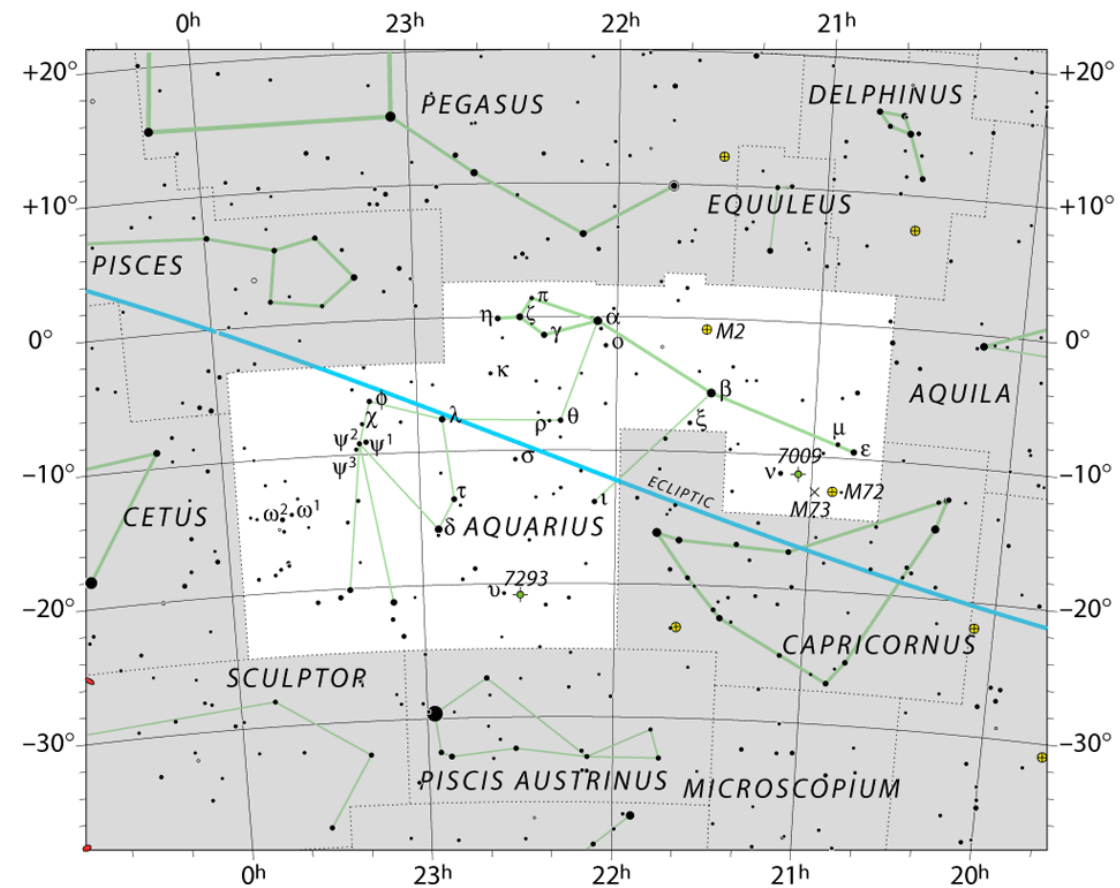 0h 23h 22h 21h
+20° +20°
PEGASUS DELPHINUS
+10° EQUULEUS +10°
PISCES
η ζ π γ α ο M2
0° 0°
κ AQUILA
β
φ χ λ ρ θ ξ μ ε
ψ² ψ¹ σ 7009
ψ³ ν
−10° ECLIPTIC −10°
τ ι M72
M73
CETUS ω² ω¹ δ AQUARIUS
υ 7293
−20° −20°
CAPRICORNUS
SCULPTOR
−30° −30°
PISCIS AUSTRINUS MICROSCOPIUM
0h 23h 22h 21h 20h